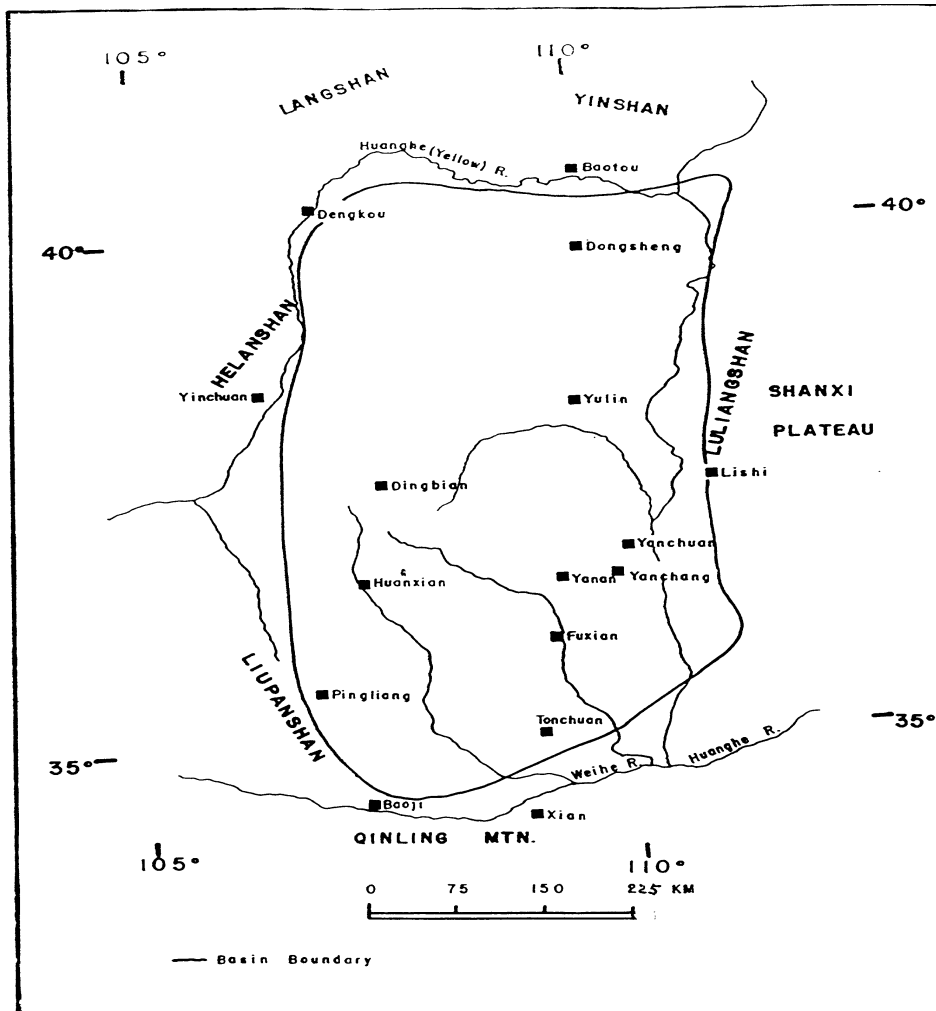 105°
110°
LANGSHAN
YINSHAN
Huanghe (Yellow) R.
Baotou
Dengkou
40°
Dongsheng
40°
HELANSHAN
Yinchuan
Yulin
LULIANGSHAN
SHANXI
PLATEAU
Lishi
Dingbian
Yanchuan
Huanxian
Yanan
Yanchang
Fuxian
LIUPANSHAN
Pingliang
Tonchuan
35°
35°
Weihe R.
Huanghe R.
Baoji
Xian
QINLING MTN.
105°
110°
0 75 150 225 KM
Basin Boundary